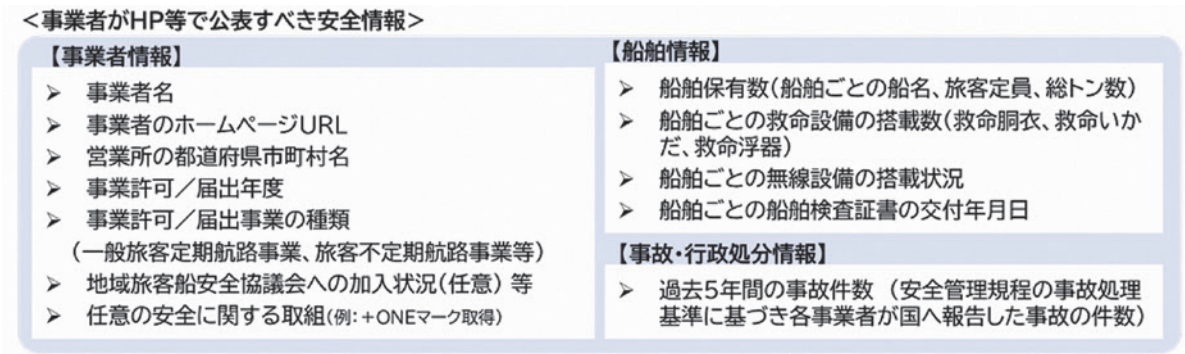 ＜事業者がHP等で公表すべき安全情報＞
【事業者情報】
➢ 事業者名
➢ 事業者のホームページURL
➢ 営業所の都道府県市町村名
➢ 事業許可／届出年度
➢ 事業許可／届出事業の種類
（一般旅客定期航路事業、旅客不定期航路事業等）
➢ 地域旅客船安全協議会への加入状況（任意） 等
➢ 任意の安全に関する取組（例：＋ONEマーク取得）
【船舶情報】
➢ 船舶保有数（船舶ごとの船名、旅客定員、総トン数）
➢ 船舶ごとの救命設備の搭載数（救命胴衣、救命いか
だ、救命浮器）
➢ 船舶ごとの無線設備の搭載状況
➢ 船舶ごとの船舶検査証書の交付年月日
【事故・行政処分情報】
➢ 過去5年間の事故件数 （安全管理規程の事故処理
基準に基づき各事業者が国へ報告した事故の件数）